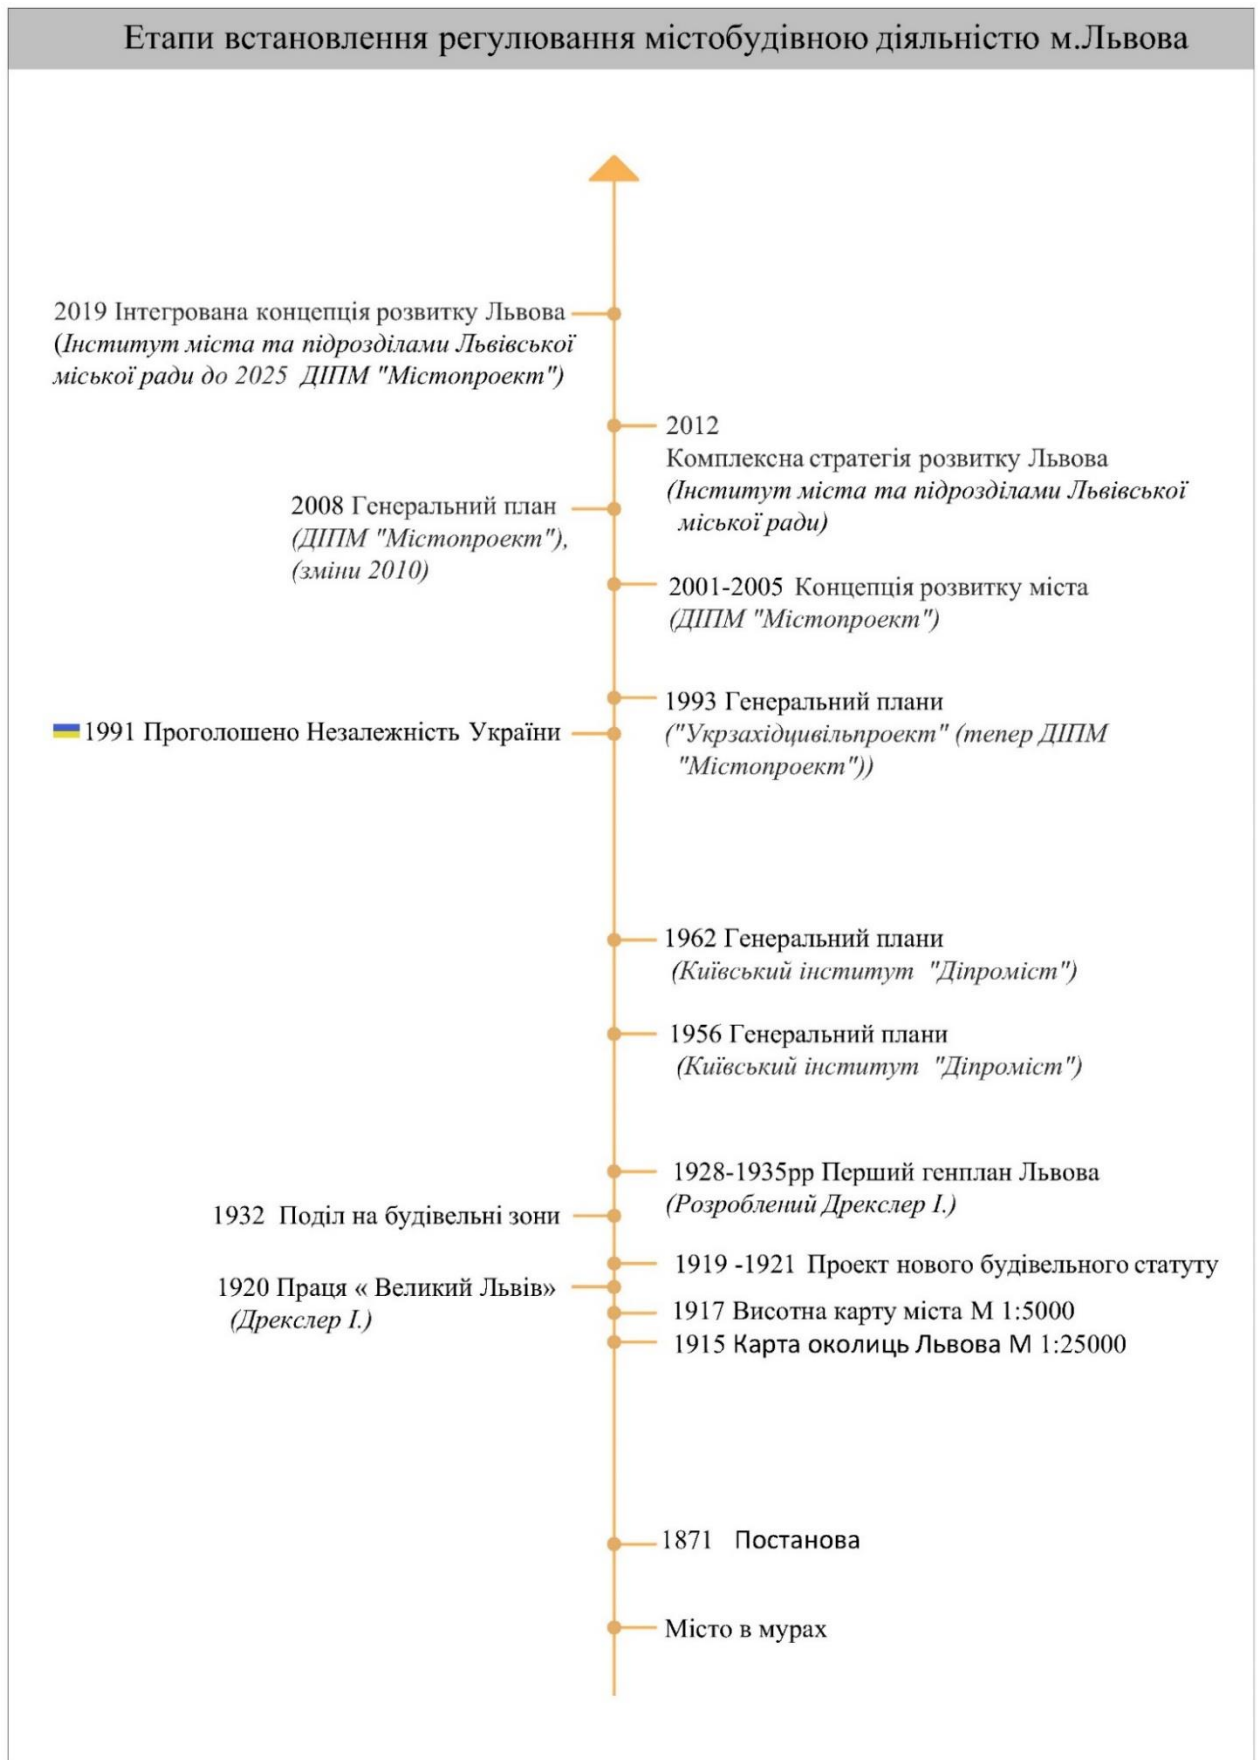 Етапи встановлення регулювання містобудівною діяльністю м.Львова
2019 Інтегрована концепція розвитку Львова
(Інститут міста та підрозділами Львівської
міської ради до 2025 ДІПМ "Містопроект")
2012
Комплексна стратегія розвитку Львова
(Інститут міста та підрозділами Львівської
міської ради)
2008 Генеральний план
(ДІПМ "Містопроект"),
(зміни 2010)
2001-2005 Концепція розвитку міста
(ДІПМ "Містопроект")
1993 Генеральний плани
("Укрзахідцивільпроект" (тепер ДІПМ
"Містопроект"))
1991 Проголошено Незалежність України
1962 Генеральний плани
(Київський інститут "Діпроміст")
1956 Генеральний плани
(Київський інститут "Діпроміст")
1928-1935рр Перший генплан Львова
(Розроблений Дрекслер І.)
1932 Поділ на будівельні зони
1919 -1921 Проект нового будівельного статуту
1920 Праця « Великий Львів»
(Дрекслер І.)
1917 Висотна карту міста М 1:5000
1915 Карта околиць Львова М 1:25000
1871 Постанова
Місто в мурах